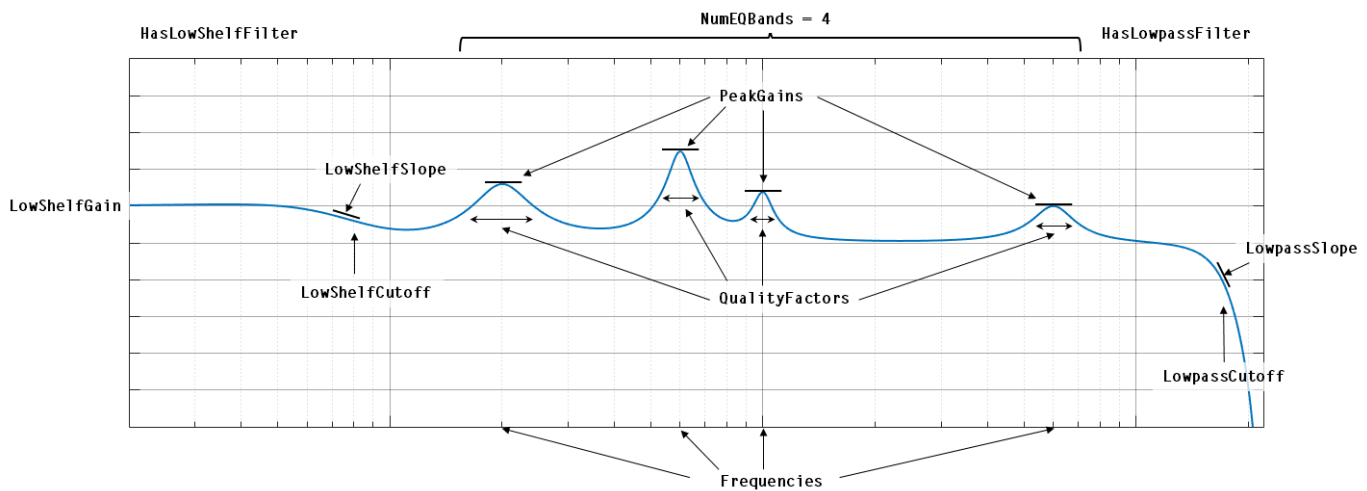 NumEQBands = 4
HasLowShelfFilter
HasLowpassFilter
PeakGains
LowShelfSlope
LowShelfGain
LowpassSlope
LowShelfCutoff
QualityFactors
LowpassCutoff
Frequencies